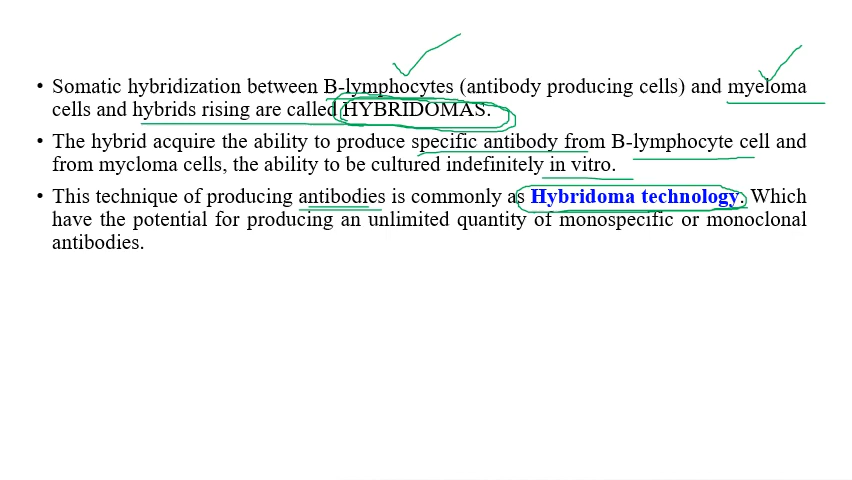 • Somatic hybridization between B-lymphocytes (antibody producing cells) and myeloma
cells and hybrids rising are called HYBRIDOMAS.
• The hybrid acquire the ability to produce specific antibody from B-lymphocyte cell and
from mycloma cells, the ability to be cultured indefinitely in vitro.
• This technique of producing antibodies is commonly as Hybridoma technology. Which
have the potential for producing an unlimited quantity of monospecific or monoclonal
antibodies.